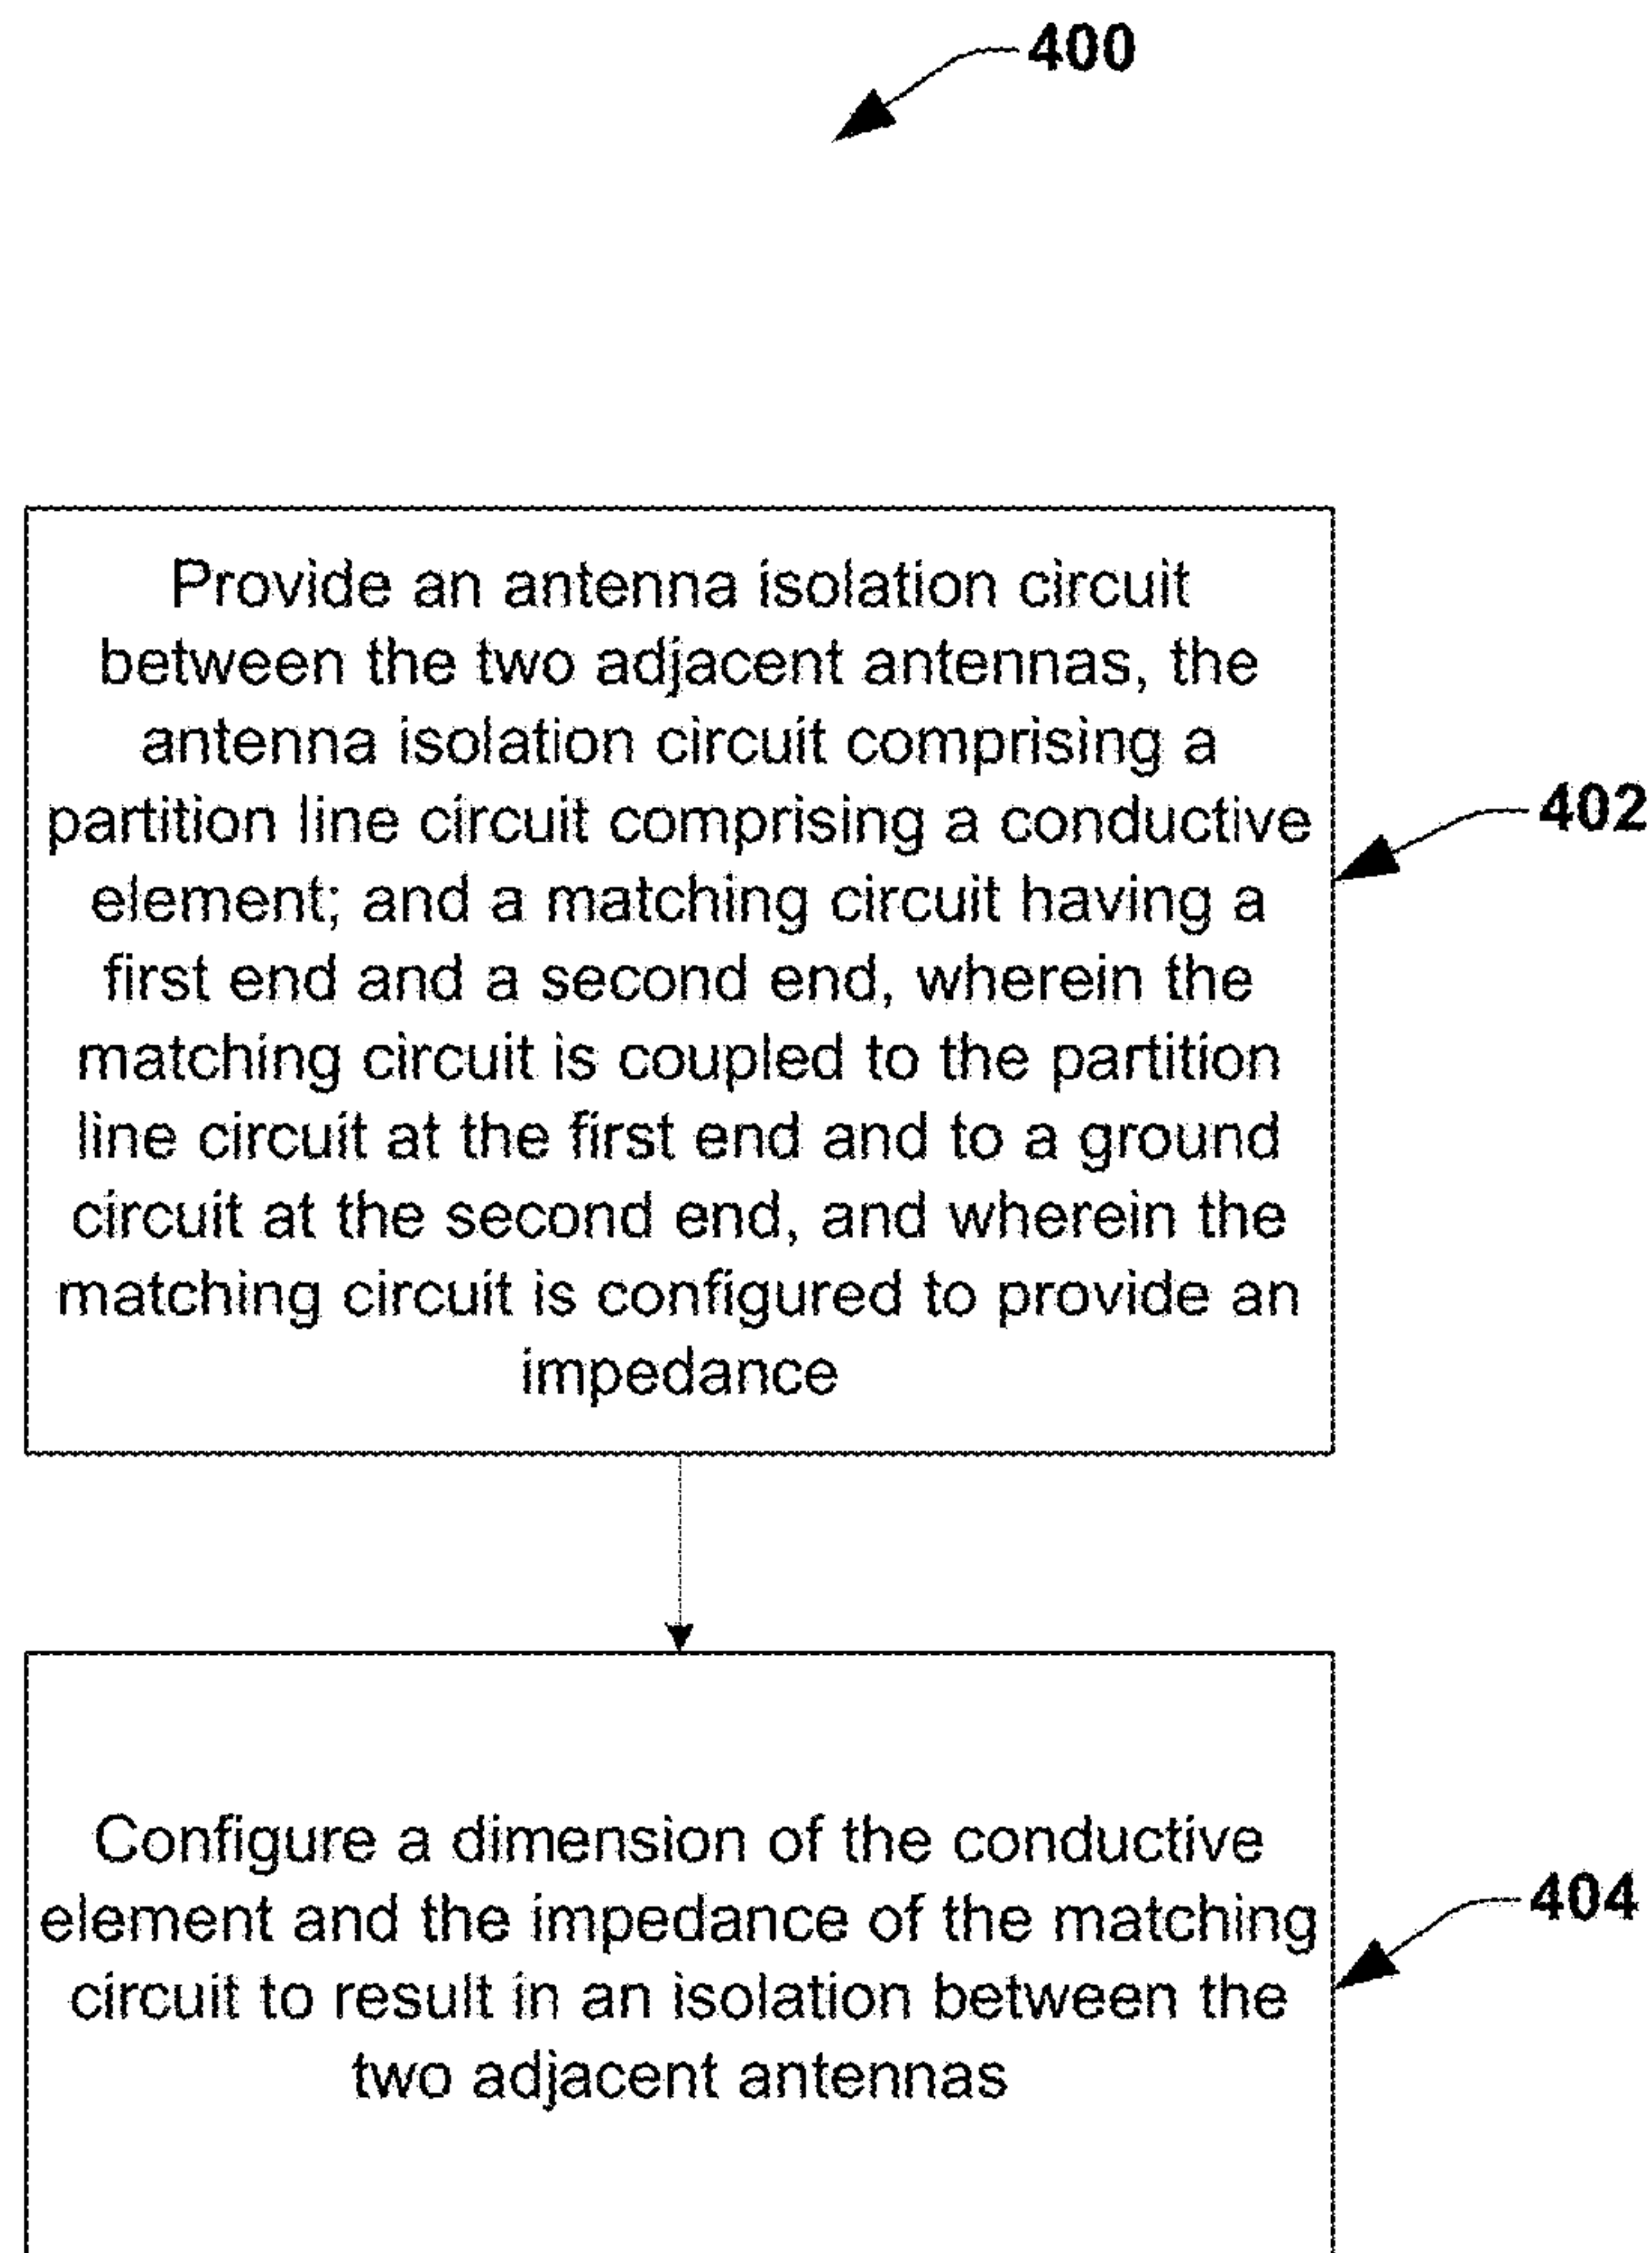 400
Provide an antenna isolation circuit
between the two adjacent antennas, the
antenna isolation circuit comprising a
partition line circuit comprising a conductive
element; and a matching circuit having a
first end and a second end, wherein the
matching circuit is coupled to the partition
line circuit at the first end and to a ground
circuit at the second end, and wherein the
matching circuit is configured to provide an
impedance
402
Configure a dimension of the conductive
element and the impedance of the matching
circuit to result in an isolation between the
two adjacent antennas
404